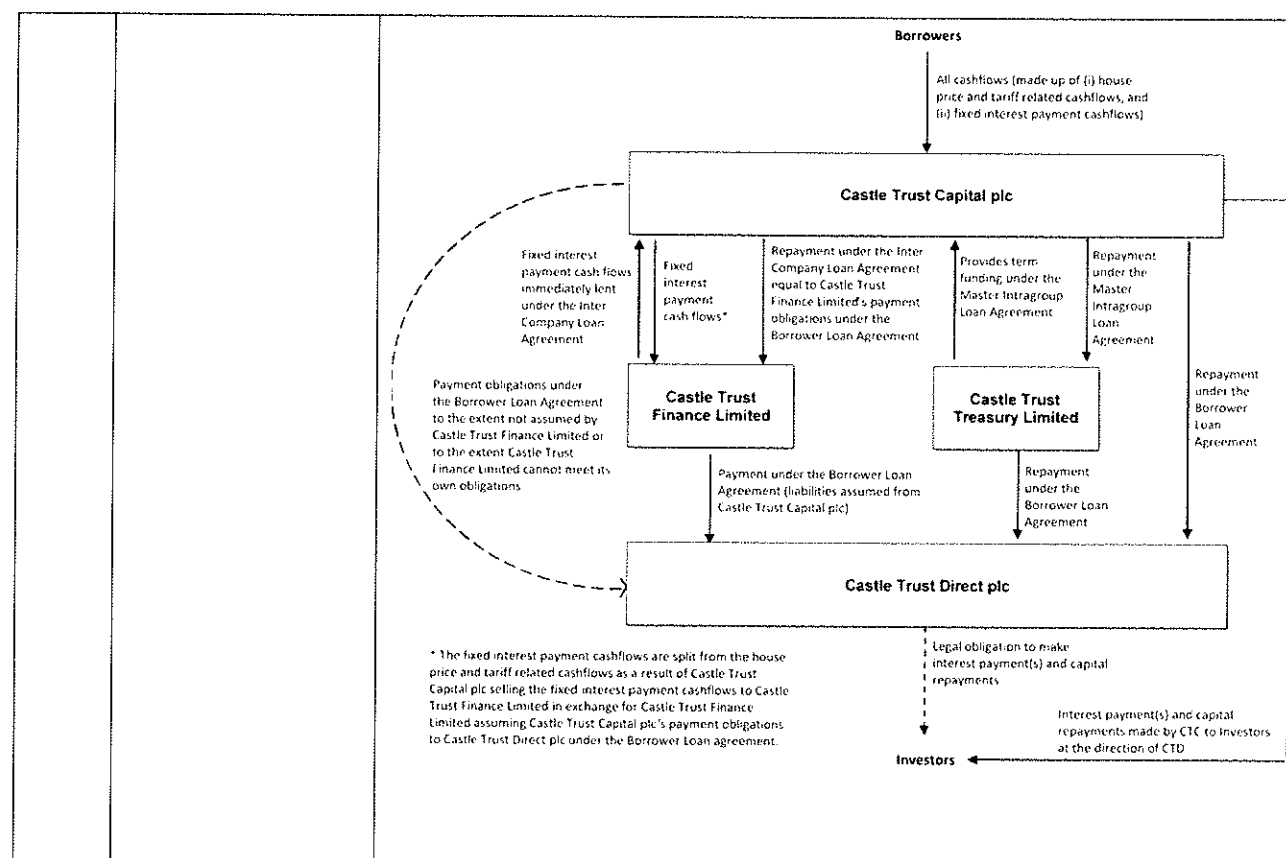 Borrowers
All cashflows (made up of (i) house
price and tariff related cashflows, and
(ii) fixed interest payment cashflows)
Castle Trust Capital plc
Fixed interest
payment cash flows
immediately lent
under the Inter
Company Loan
Agreement
Fixed
interest
payment
cash flows*
Repayment under the Inter
Company Loan Agreement
equal to Castle Trust
Finance Limited's payment
obligations under the
Borrower Loan Agreement
Provides term
funding under the
Master Intragroup
Loan Agreement
Repayment
under the
Master
Intragroup
Loan
Agreement
Repayment
under the
Borrower
Loan
Agreement
Castle Trust
Finance Limited
Castle Trust
Treasury Limited
Payment obligations under
the Borrower Loan Agreement
to the extent not assumed by
Castle Trust Finance Limited or
to the extent Castle Trust
Finance Limited cannot meet its
own obligations
Payment under the Borrower Loan
Agreement (liabilities assumed from
Castle Trust Capital plc)
Repayment
under the
Borrower Loan
Agreement
Castle Trust Direct plc
* The fixed interest payment cashflows are split from the house
price and tariff related cashflows as a result of Castle Trust
Capital plc selling the fixed interest payment cashflows to Castle
Trust Finance Limited in exchange for Castle Trust Finance
Limited assuming Castle Trust Capital plc's payment obligations
to Castle Trust Direct plc under the Borrower Loan agreement.
Legal obligation to make
interest payment(s) and capital
repayments
Interest payment(s) and capital
repayments made by CTC to Investors
at the direction of CTD
Investors